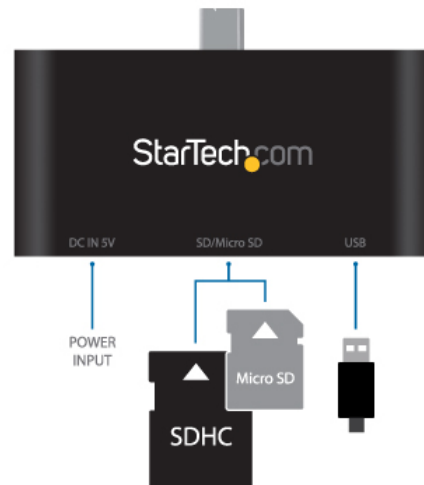 StarTech.com
DC IN 5V
SD/Micro SD
USB
POWER
INPUT
Micro SD
SDHC